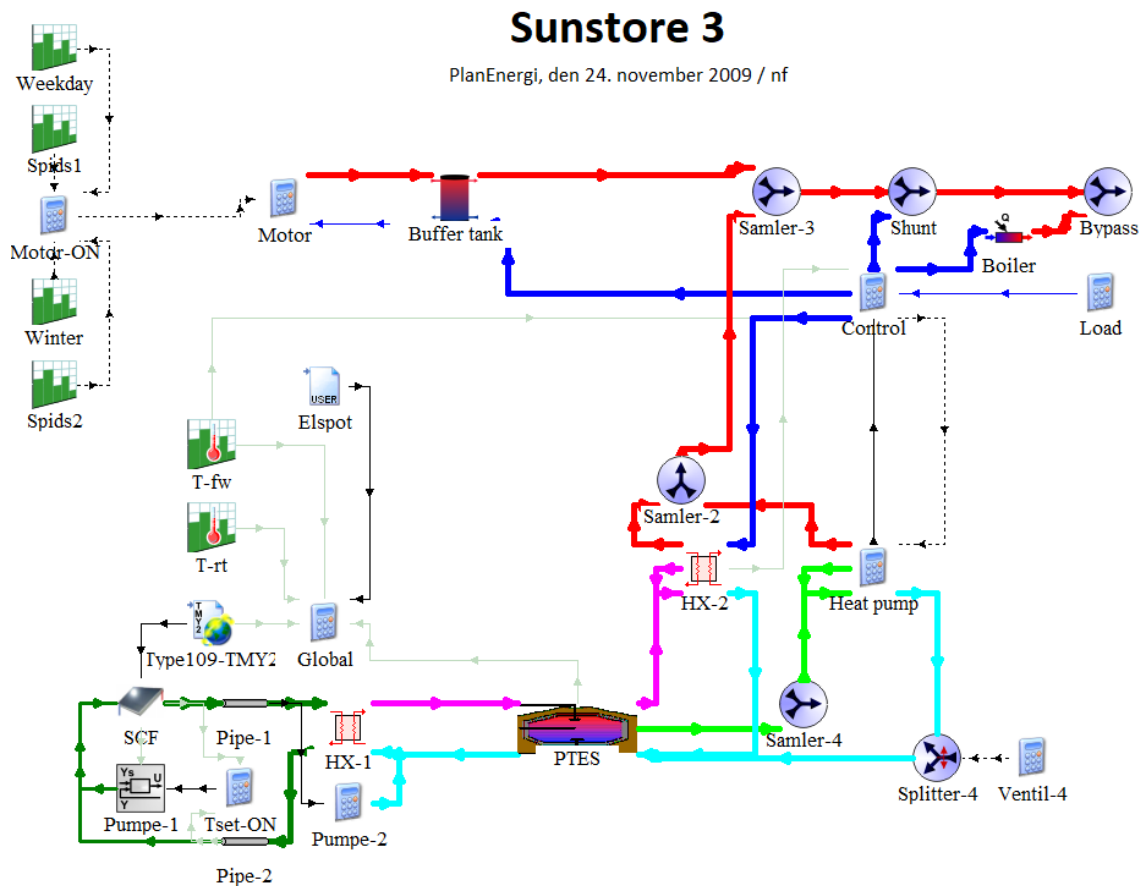 Sunstore 3
PlanEnergi, den 24. november 2009 / nf
Weekday
Spids1
Motor-ON
Winter
Spids2
Motor
Buffer tank
Samler-3
Shunt
Bypass
Q
Boiler
Control
Load
USER
Elspot
T-fw
T-rt
Samler-2
HX-2
Heat pump
TMY2
Type109-TMY2
Global
SCF
Pipe-1
HX-1
PTES
Samler-4
Splitter-4
Ventil-4
Ys
U
Y
Pumpe-1
Tset-ON
Pumpe-2
Pipe-2